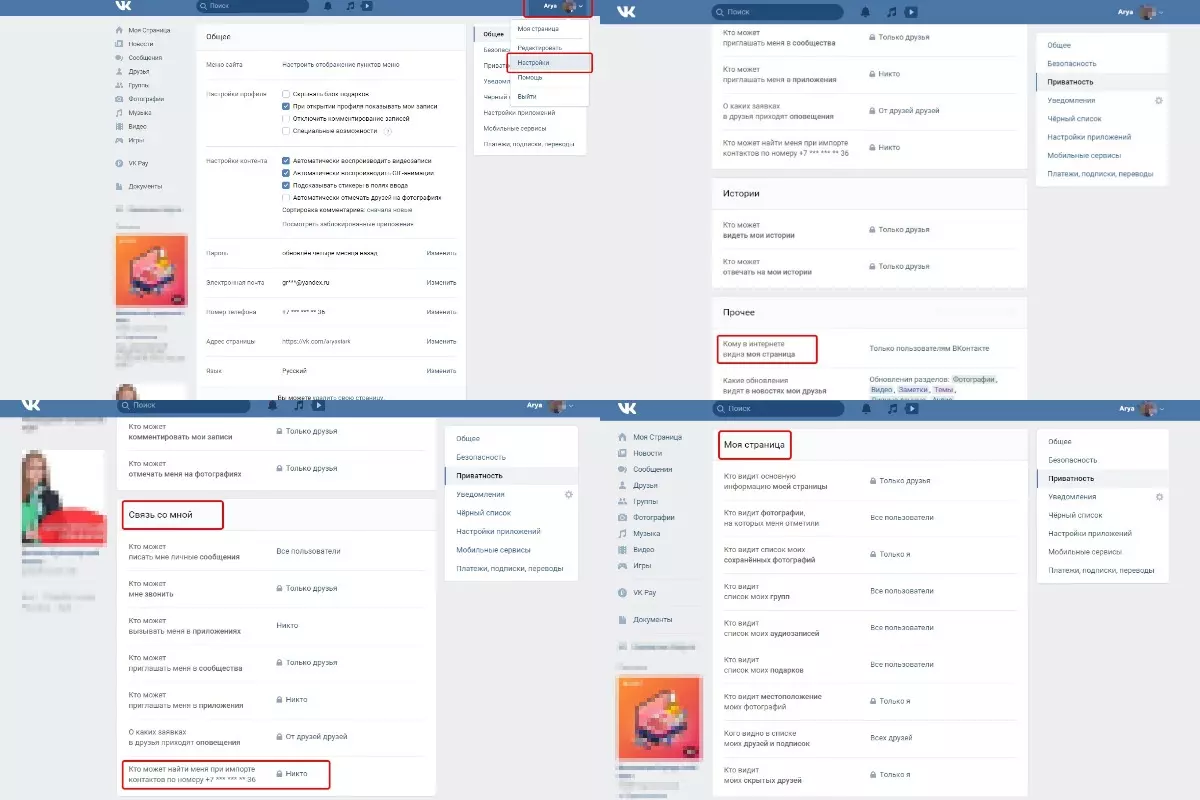 Поиск
Arya
Моя Страница
Новости
Сообщения
Друзья
Группы
Фотографии
Музыка
Видео
Игры
VK Pay
Документы
Общее
Меню сайта
Настроить отображение пунктов меню
Настройки профиля
Скрывать блок подарков
При открытии профиля показывать мои записи
Отключить комментирование записей
Специальные возможности
Настройки контента
Автоматически воспроизводить видеозаписи
Автоматически воспроизводить GIF-анимации
Подсказывать стикеры в полях ввода
Автоматически отмечать друзей на фотографиях
Сортировка комментариев: сначала новые
Посмотреть заблокированные приложения
Пароль
обновлён четыре месяца назад
Изменить
Электронная почта
gr***@yandex.ru
Изменить
Номер телефона
+7 *** *** ** 36
Изменить
Адрес страницы
Изменить
Язык
Русский
Изменить
Вы можете удалить свою страницу.
Общее
Моя страница
Редактировать
Настройки
Помощь
Выйти
Настройки приложений
Мобильные сервисы
Платежи, подписки, переводы
Поиск
Arya
Кто может
приглашать меня в сообщества
Только друзья
Кто может
приглашать меня в приложения
Никто
О каких заявках
в друзья приходят оповещения
От друзей друзей
Кто может найти меня при импорте
контактов по номеру +7 *** *** ** 36
Никто
Истории
Кто может
видеть мои истории
Только друзья
Кто может
отвечать на мои истории
Только друзья
Прочее
Кому в интернете
видна моя страница
Только пользователям ВКонтакте
Какие обновления
видят в новостях мои друзья
Обновления разделов: Фотографии,
Видео, Заметки, Темы,
Общее
Безопасность
Приватность
Уведомления
Чёрный список
Настройки приложений
Мобильные сервисы
Платежи, подписки, переводы
Поиск
Arya
Кто может
комментировать мои записи
Только друзья
Кто может
отмечать меня на фотографиях
Только друзья
Связь со мной
Кто может
писать мне личные сообщения
Все пользователи
Кто может
мне звонить
Только друзья
Кто может
вызывать меня в приложениях
Никто
Кто может
приглашать меня в сообщества
Только друзья
Кто может
приглашать меня в приложения
Никто
О каких заявках
в друзья приходят оповещения
От друзей друзей
Кто может найти меня при импорте
контактов по номеру +7 *** *** ** 36
Никто
Общее
Безопасность
Приватность
Уведомления
Чёрный список
Настройки приложений
Мобильные сервисы
Платежи, подписки, переводы
Поиск
Arya
Моя Страница
Новости
Сообщения
Друзья
Группы
Фотографии
Музыка
Видео
Игры
VK Pay
Документы
Моя страница
Кто видит основную
информацию моей страницы
Только друзья
Кто видит фотографии,
на которых меня отметили
Все пользователи
Кто видит список моих
сохранённых фотографий
Только я
Кто видит
список моих групп
Все пользователи
Кто видит
список моих аудиозаписей
Все пользователи
Кто видит
список моих подарков
Все пользователи
Кто видит местоположение
моих фотографий
Только я
Кого видно в списке
моих друзей и подписок
Всех друзей
Кто видит
моих скрытых друзей
Только я
Общее
Безопасность
Приватность
Уведомления
Чёрный список
Настройки приложений
Мобильные сервисы
Платежи, подписки, переводы